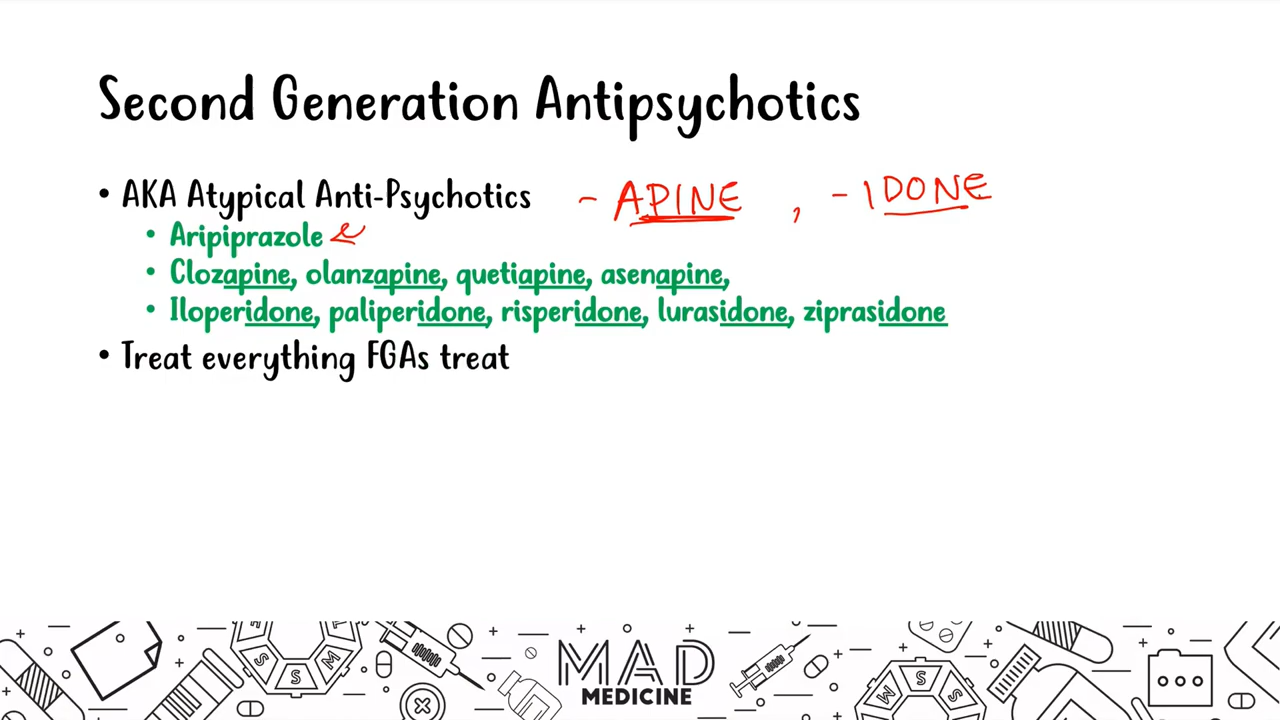 Second Generation Antipsychotics
• AKA Atypical Anti-Psychotics - APINE , - IDONE
• Aripiprazole
• Clozapine, olanzapine, quetiapine, asenapine,
• Iloperidone, paliperidone, risperidone, lurasidone, ziprasidone
• Treat everything FGAs treat
S S M
M S S
MAD
MEDICINE